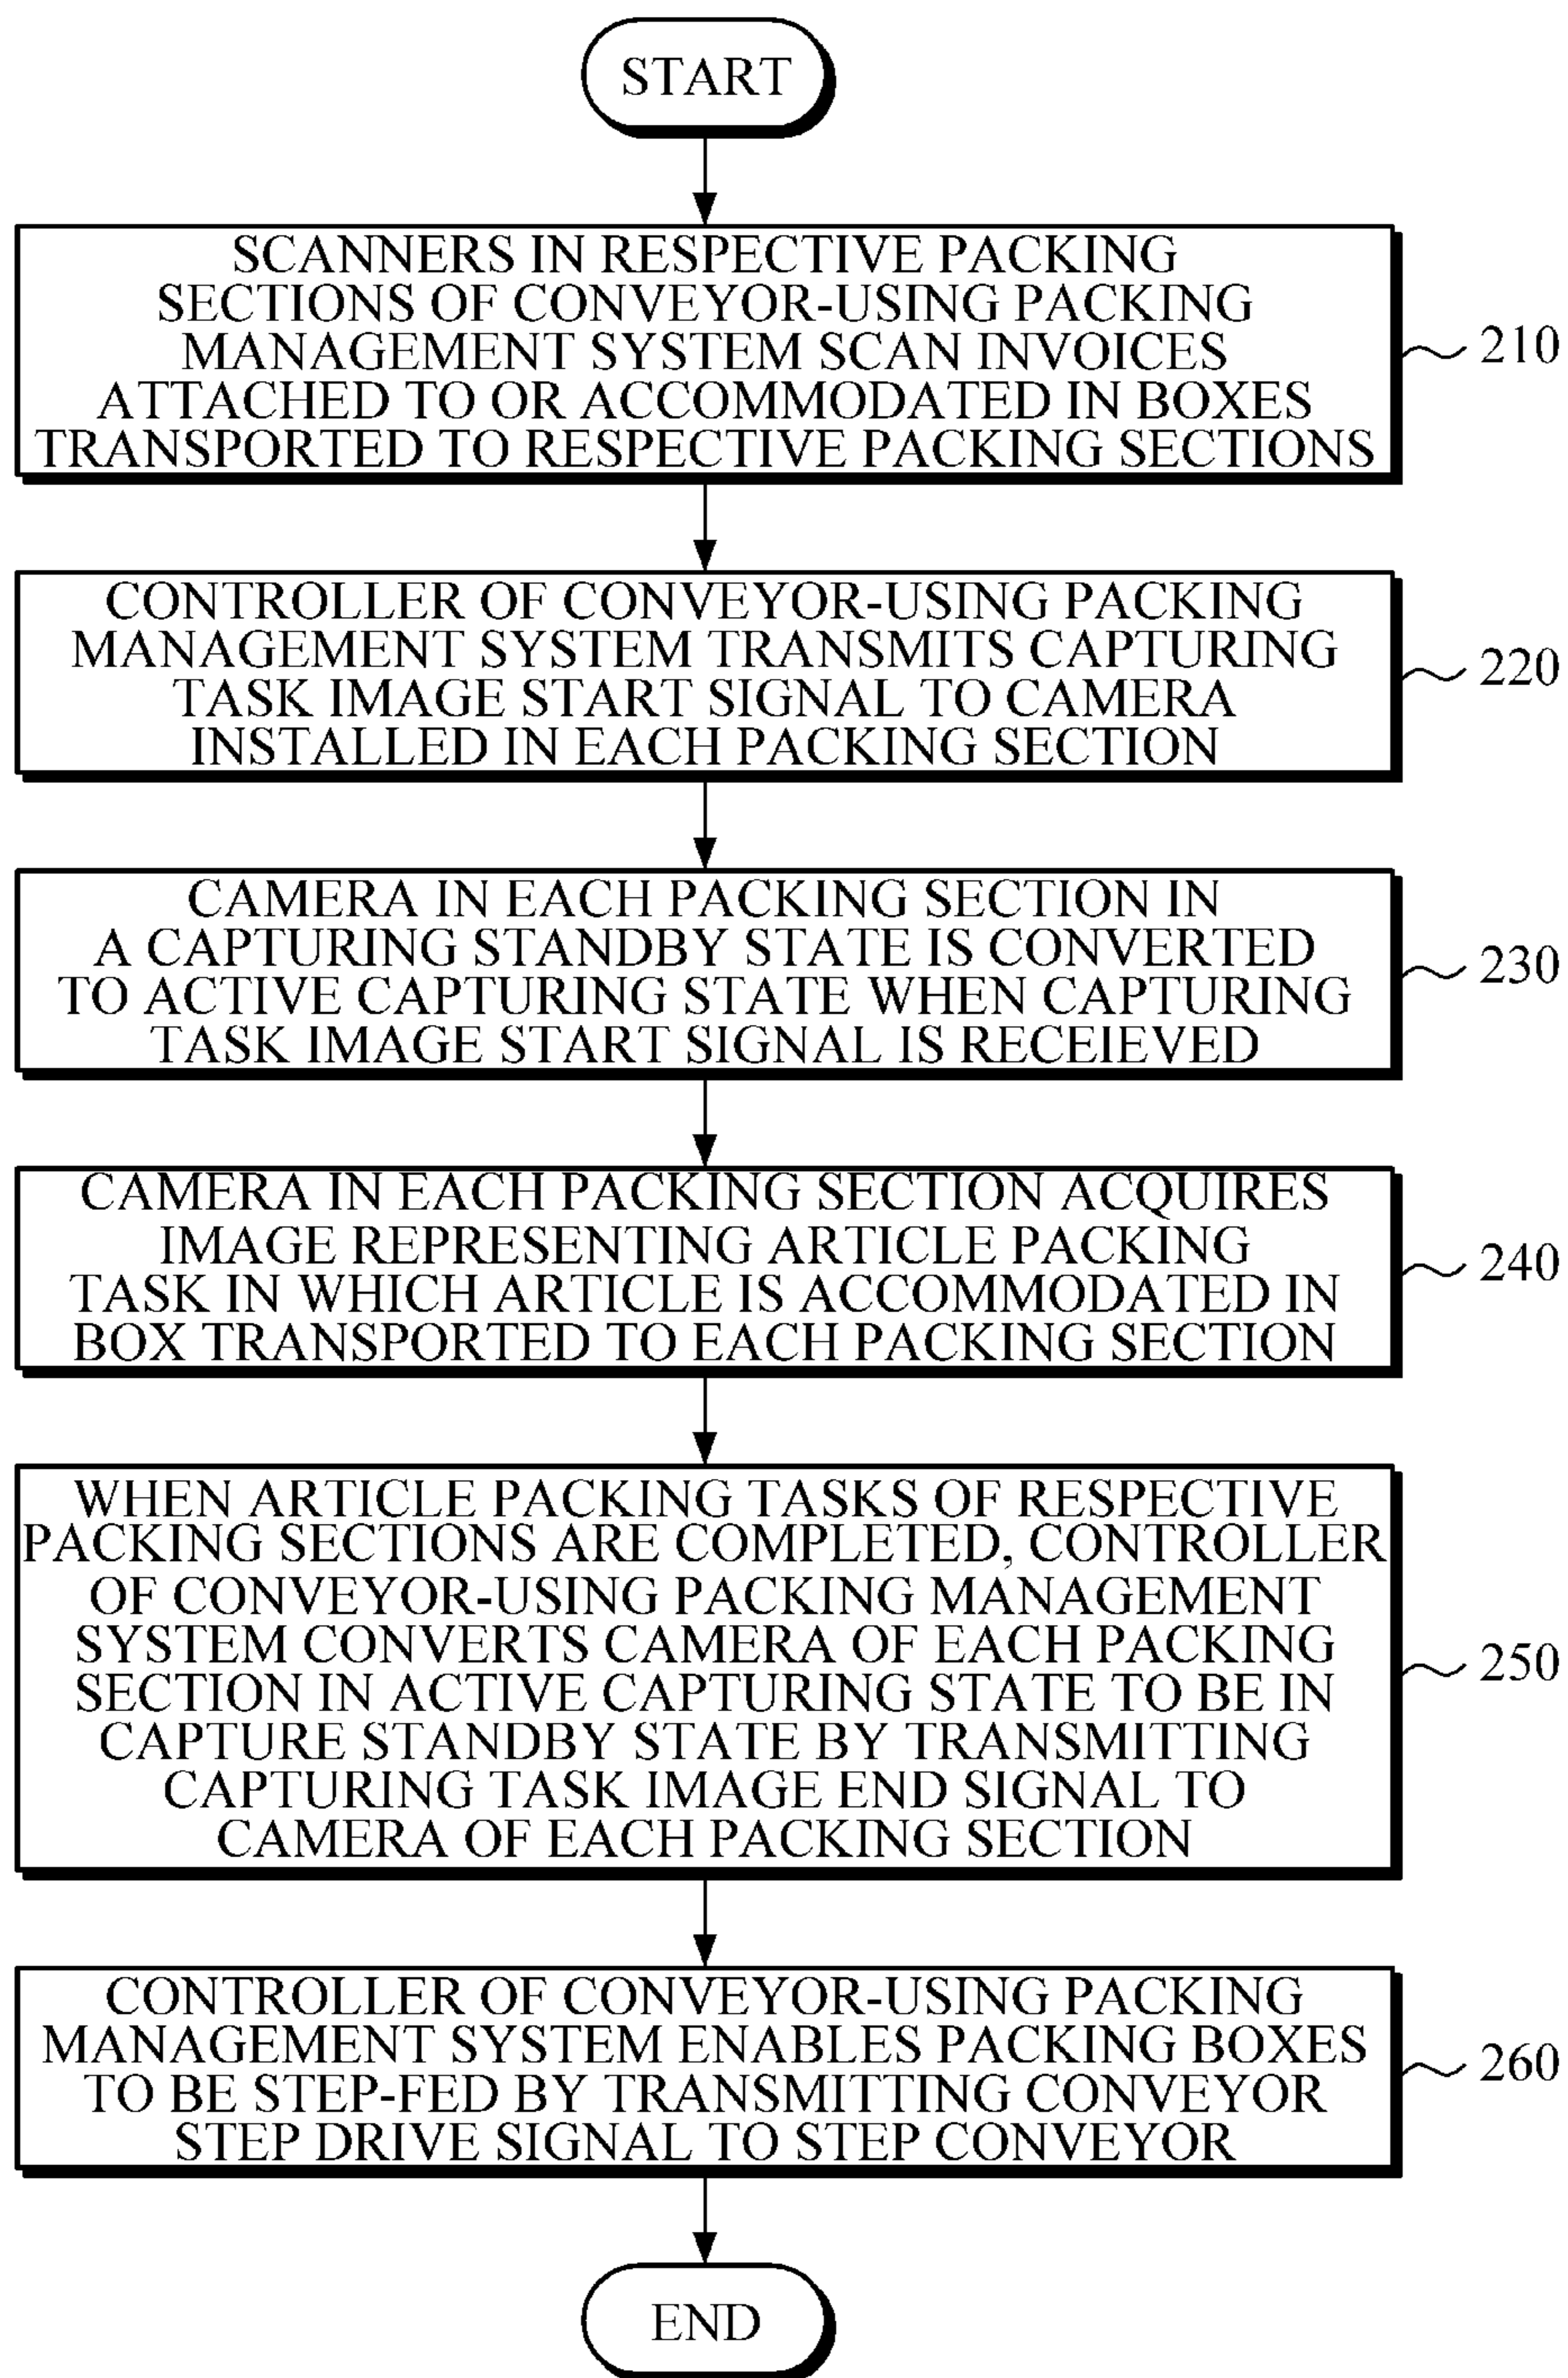 START
SCANNERS IN RESPECTIVE PACKING
SECTIONS OF CONVEYOR-USING PACKING
MANAGEMENT SYSTEM SCAN INVOICES
ATTACHED TO OR ACCOMMODATED IN BOXES
TRANSPORTED TO RESPECTIVE PACKING SECTIONS
210
CONTROLLER OF CONVEYOR-USING PACKING
MANAGEMENT SYSTEM TRANSMITS CAPTURING
TASK IMAGE START SIGNAL TO CAMERA
INSTALLED IN EACH PACKING SECTION
220
CAMERA IN EACH PACKING SECTION IN
A CAPTURING STANDBY STATE IS CONVERTED
TO ACTIVE CAPTURING STATE WHEN CAPTURING
TASK IMAGE START SIGNAL IS RECEIEVED
230
CAMERA IN EACH PACKING SECTION ACQUIRES
IMAGE REPRESENTING ARTICLE PACKING
TASK IN WHICH ARTICLE IS ACCOMMODATED IN
BOX TRANSPORTED TO EACH PACKING SECTION
240
WHEN ARTICLE PACKING TASKS OF RESPECTIVE
PACKING SECTIONS ARE COMPLETED, CONTROLLER
OF CONVEYOR-USING PACKING MANAGEMENT
SYSTEM CONVERTS CAMERA OF EACH PACKING
SECTION IN ACTIVE CAPTURING STATE TO BE IN
CAPTURE STANDBY STATE BY TRANSMITTING
CAPTURING TASK IMAGE END SIGNAL TO
CAMERA OF EACH PACKING SECTION
250
CONTROLLER OF CONVEYOR-USING PACKING
MANAGEMENT SYSTEM ENABLES PACKING BOXES
TO BE STEP-FED BY TRANSMITTING CONVEYOR
STEP DRIVE SIGNAL TO STEP CONVEYOR
260
END